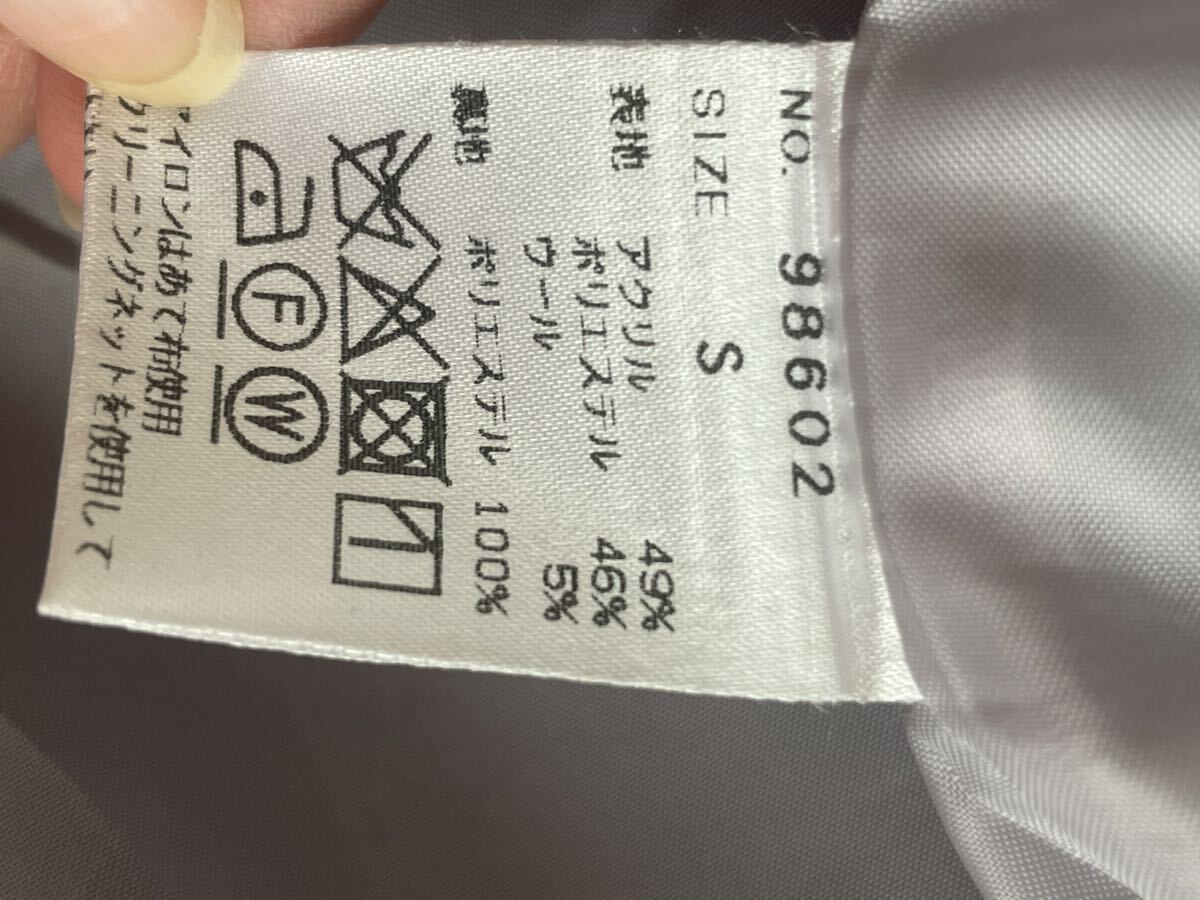 NO. 98602
SIZE S
表地 アクリル 49%
ポリエステル 46%
ウール 5%
裏地 ポリエステル 100%
F W
アイロンはあて布使用
クリーニングネットを使用して